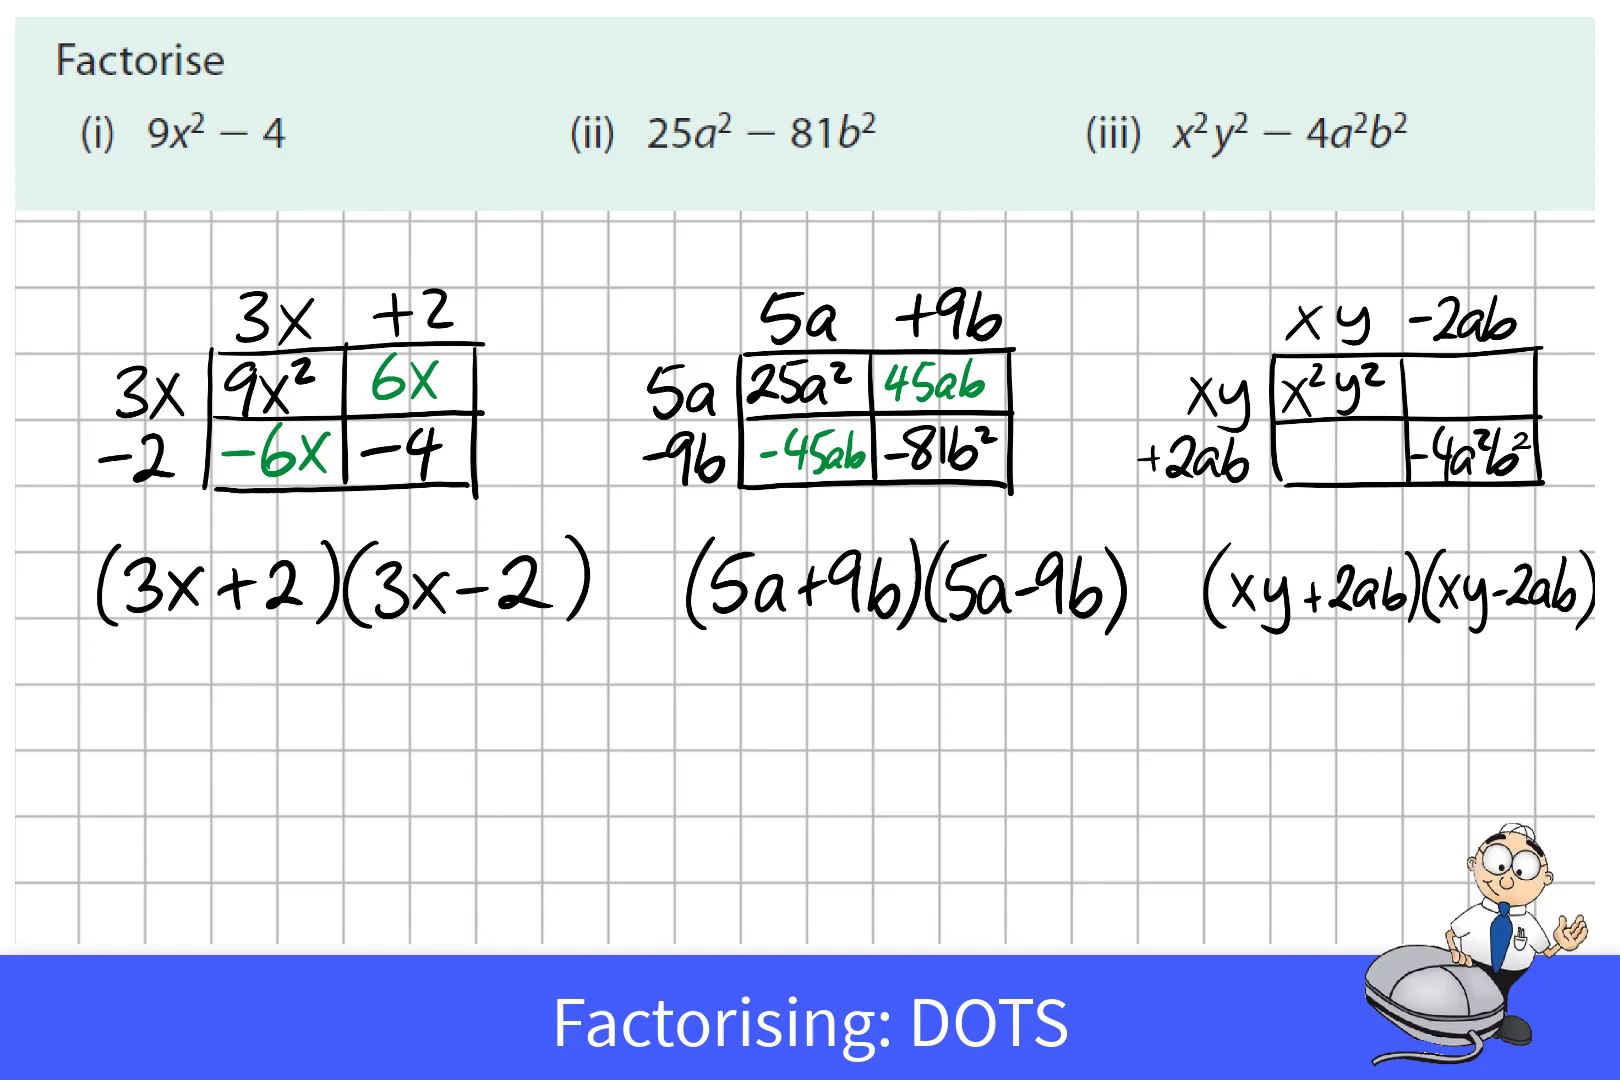 Factorise
(i) 9x² − 4 (ii) 25a² − 81b² (iii) x²y² − 4a²b²
3x +2 5a +9b xy -2ab
3x 9x² 6x 5a 25a² 45ab xy x²y²
-2 -6x -4 -9b -45ab -81b² +2ab -4a²b²
(3x+2)(3x-2) (5a+9b)(5a-9b) (xy+2ab)(xy-2ab)
Factorising: DOTS